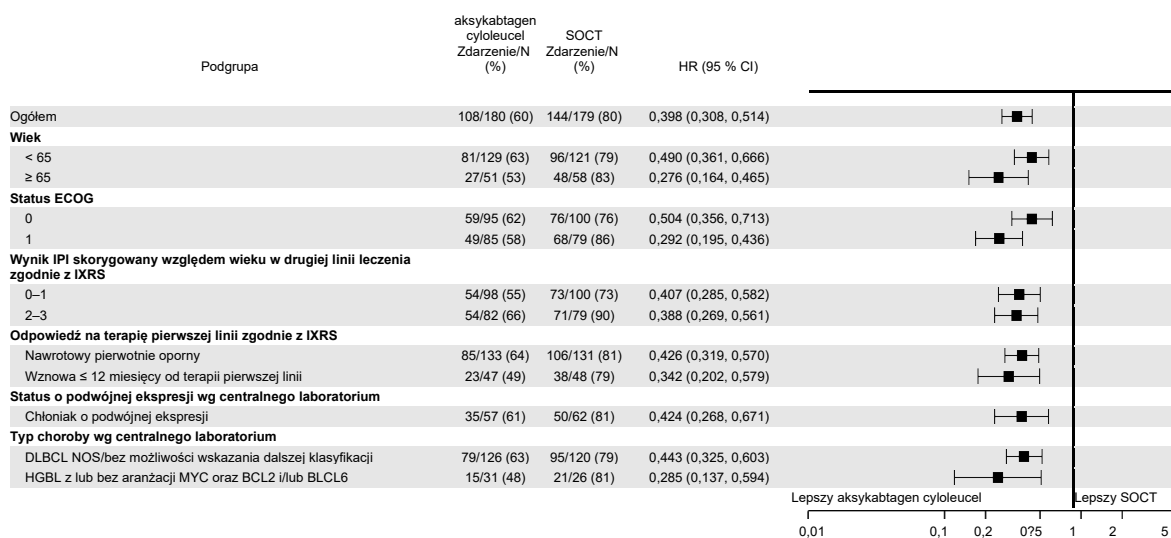 aksykabtagen
cyloleucel SOCT
Zdarzenie/N Zdarzenie/N
Podgrupa (%) (%) HR (95 % CI)
Ogółem 108/180 (60) 144/179 (80) 0,398 (0,308, 0,514)
Wiek
< 65 81/129 (63) 96/121 (79) 0,490 (0,361, 0,666)
≥ 65 27/51 (53) 48/58 (83) 0,276 (0,164, 0,465)
Status ECOG
0 59/95 (62) 76/100 (76) 0,504 (0,356, 0,713)
1 49/85 (58) 68/79 (86) 0,292 (0,195, 0,436)
Wynik IPI skorygowany względem wieku w drugiej linii leczenia
zgodnie z IXRS
0–1 54/98 (55) 73/100 (73) 0,407 (0,285, 0,582)
2–3 54/82 (66) 71/79 (90) 0,388 (0,269, 0,561)
Odpowiedź na terapię pierwszej linii zgodnie z IXRS
Nawrotowy pierwotnie oporny 85/133 (64) 106/131 (81) 0,426 (0,319, 0,570)
Wznowa ≤ 12 miesięcy od terapii pierwszej linii 23/47 (49) 38/48 (79) 0,342 (0,202, 0,579)
Status o podwójnej ekspresji wg centralnego laboratorium
Chłoniak o podwójnej ekspresji 35/57 (61) 50/62 (81) 0,424 (0,268, 0,671)
Typ choroby wg centralnego laboratorium
DLBCL NOS/bez możliwości wskazania dalszej klasyfikacji 79/126 (63) 95/120 (79) 0,443 (0,325, 0,603)
HGBL z lub bez aranżacji MYC oraz BCL2 i/lub BLCL6 15/31 (48) 21/26 (81) 0,285 (0,137, 0,594)
Lepszy aksykabtagen cyloleucel Lepszy SOCT
0,01 0,1 0,2 0?5 1 2 5